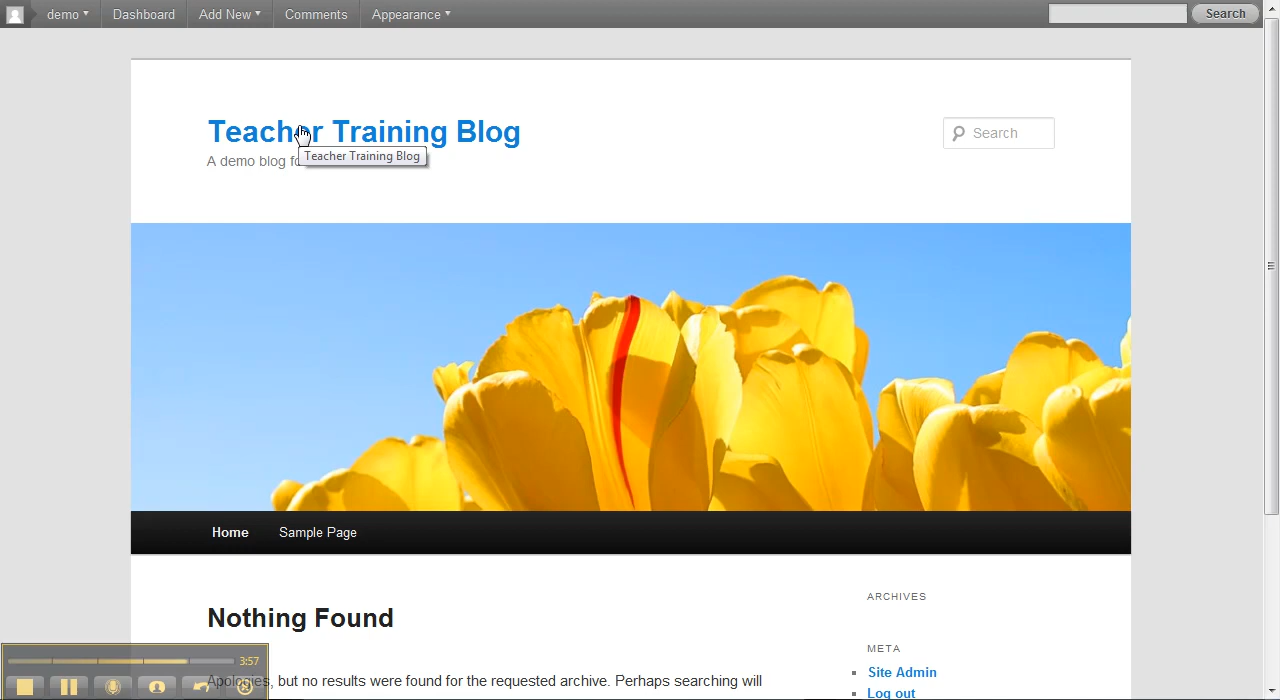 demo Dashboard Add New Comments Appearance Search
Teacher Training Blog
Search
A demo blog fo
Teacher Training Blog
Home Sample Page
ARCHIVES
Nothing Found
META
Site Admin
3:57
Apologies, but no results were found for the requested archive. Perhaps searching will
Log out